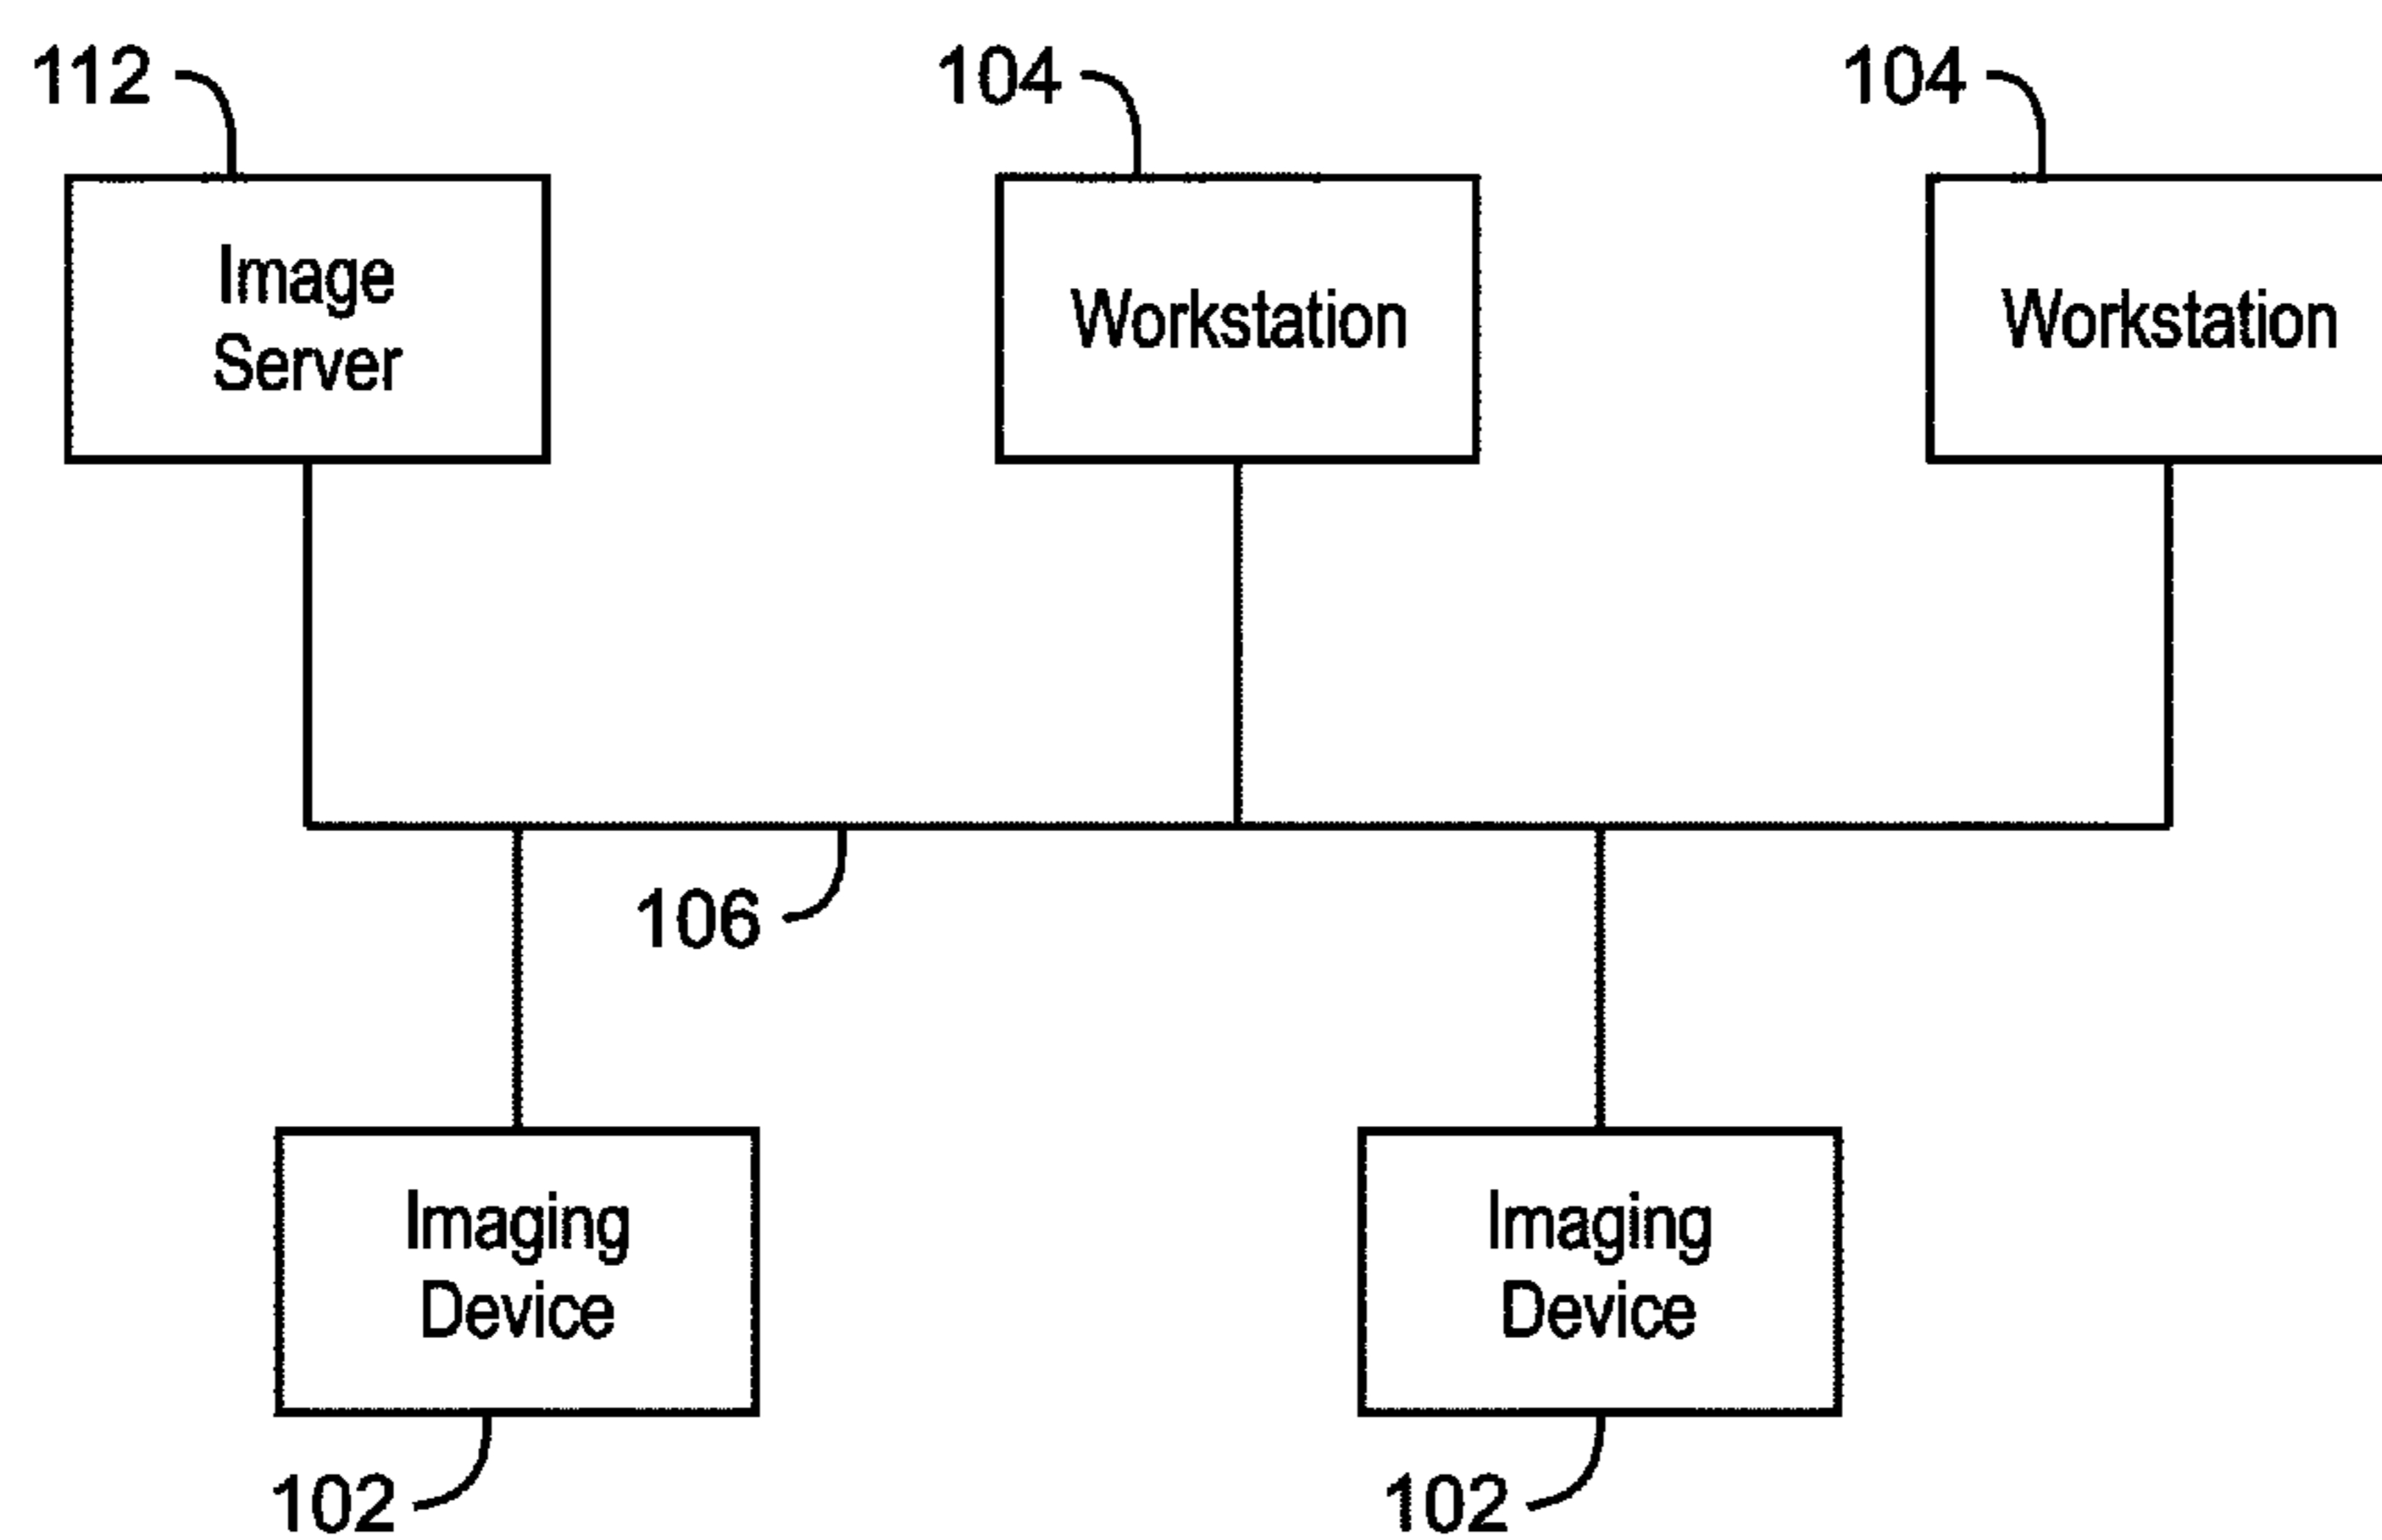 112
104
104
Image
Server
Workstation
Workstation
106
Imaging
Device
Imaging
Device
102
102